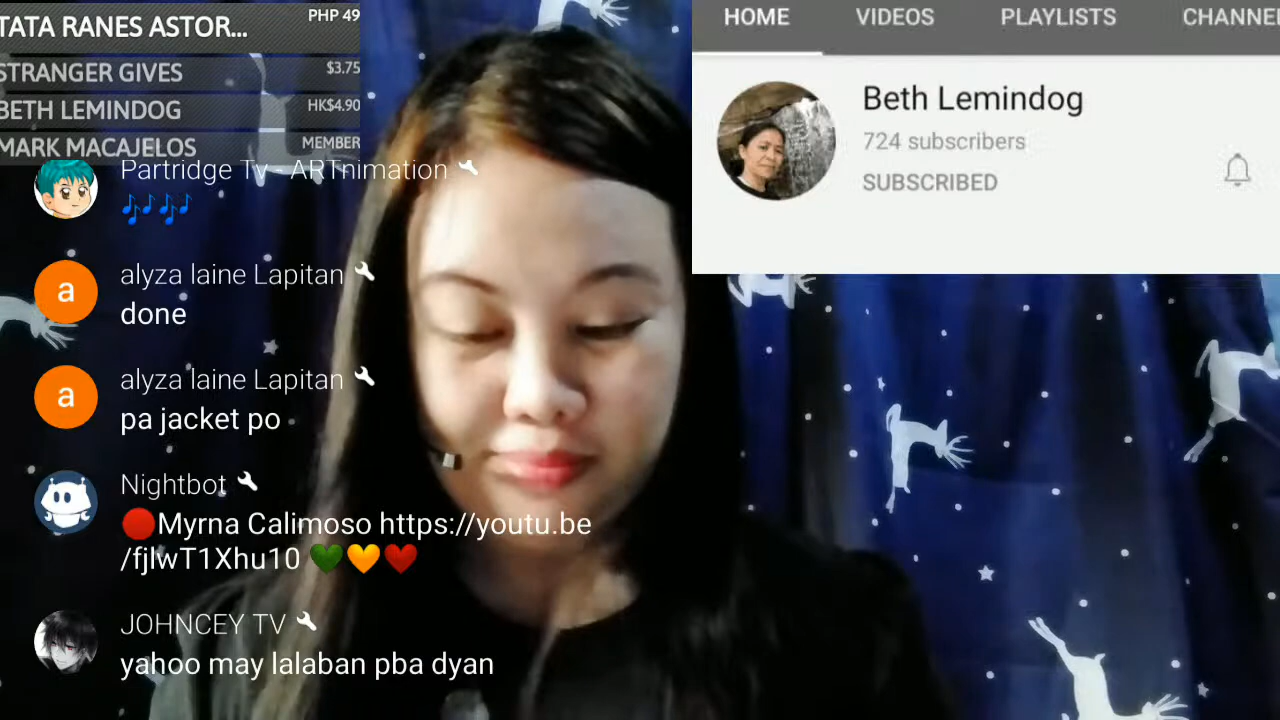 TATA RANES ASTOR... PHP 49
STRANGER GIVES $3.75
BETH LEMINDOG HK$4.90
MARK MACAJELOS MEMBER
Partridge Tv - ARTnimation
🎶🎶
a
alyza laine Lapitan
done
a
alyza laine Lapitan
pa jacket po
Nightbot
🔴Myrna Calimoso https://youtu.be
/fjlwT1Xhu10 💚🧡❤️
JOHNCEY TV
yahoo may lalaban pba dyan
HOME VIDEOS PLAYLISTS CHANNE
Beth Lemindog
724 subscribers
SUBSCRIBED